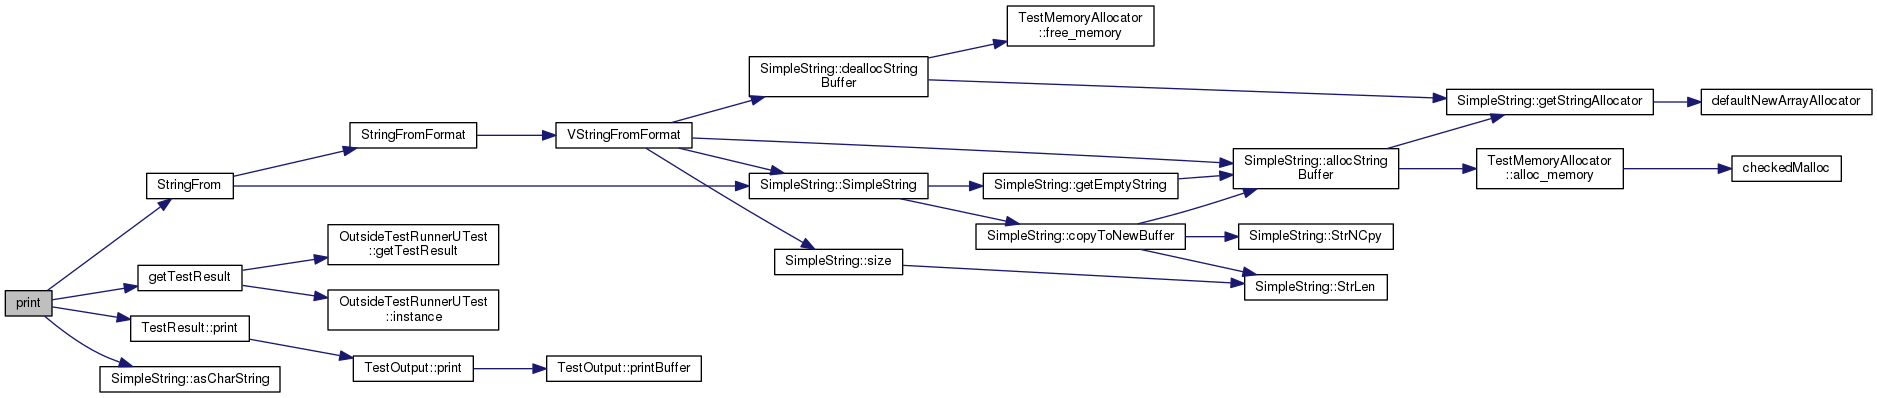 TestMemoryAllocator
::free_memory
SimpleString::deallocString
Buffer
SimpleString::getStringAllocator
defaultNewArrayAllocator
StringFromFormat
VStringFromFormat
SimpleString::allocString
Buffer
TestMemoryAllocator
::alloc_memory
checkedMalloc
StringFrom
SimpleString::SimpleString
SimpleString::getEmptyString
SimpleString::copyToNewBuffer
SimpleString::StrNCpy
OutsideTestRunnerUTest
::getTestResult
SimpleString::size
getTestResult
SimpleString::StrLen
print
OutsideTestRunnerUTest
::instance
TestResult::print
TestOutput::print
TestOutput::printBuffer
SimpleString::asCharString